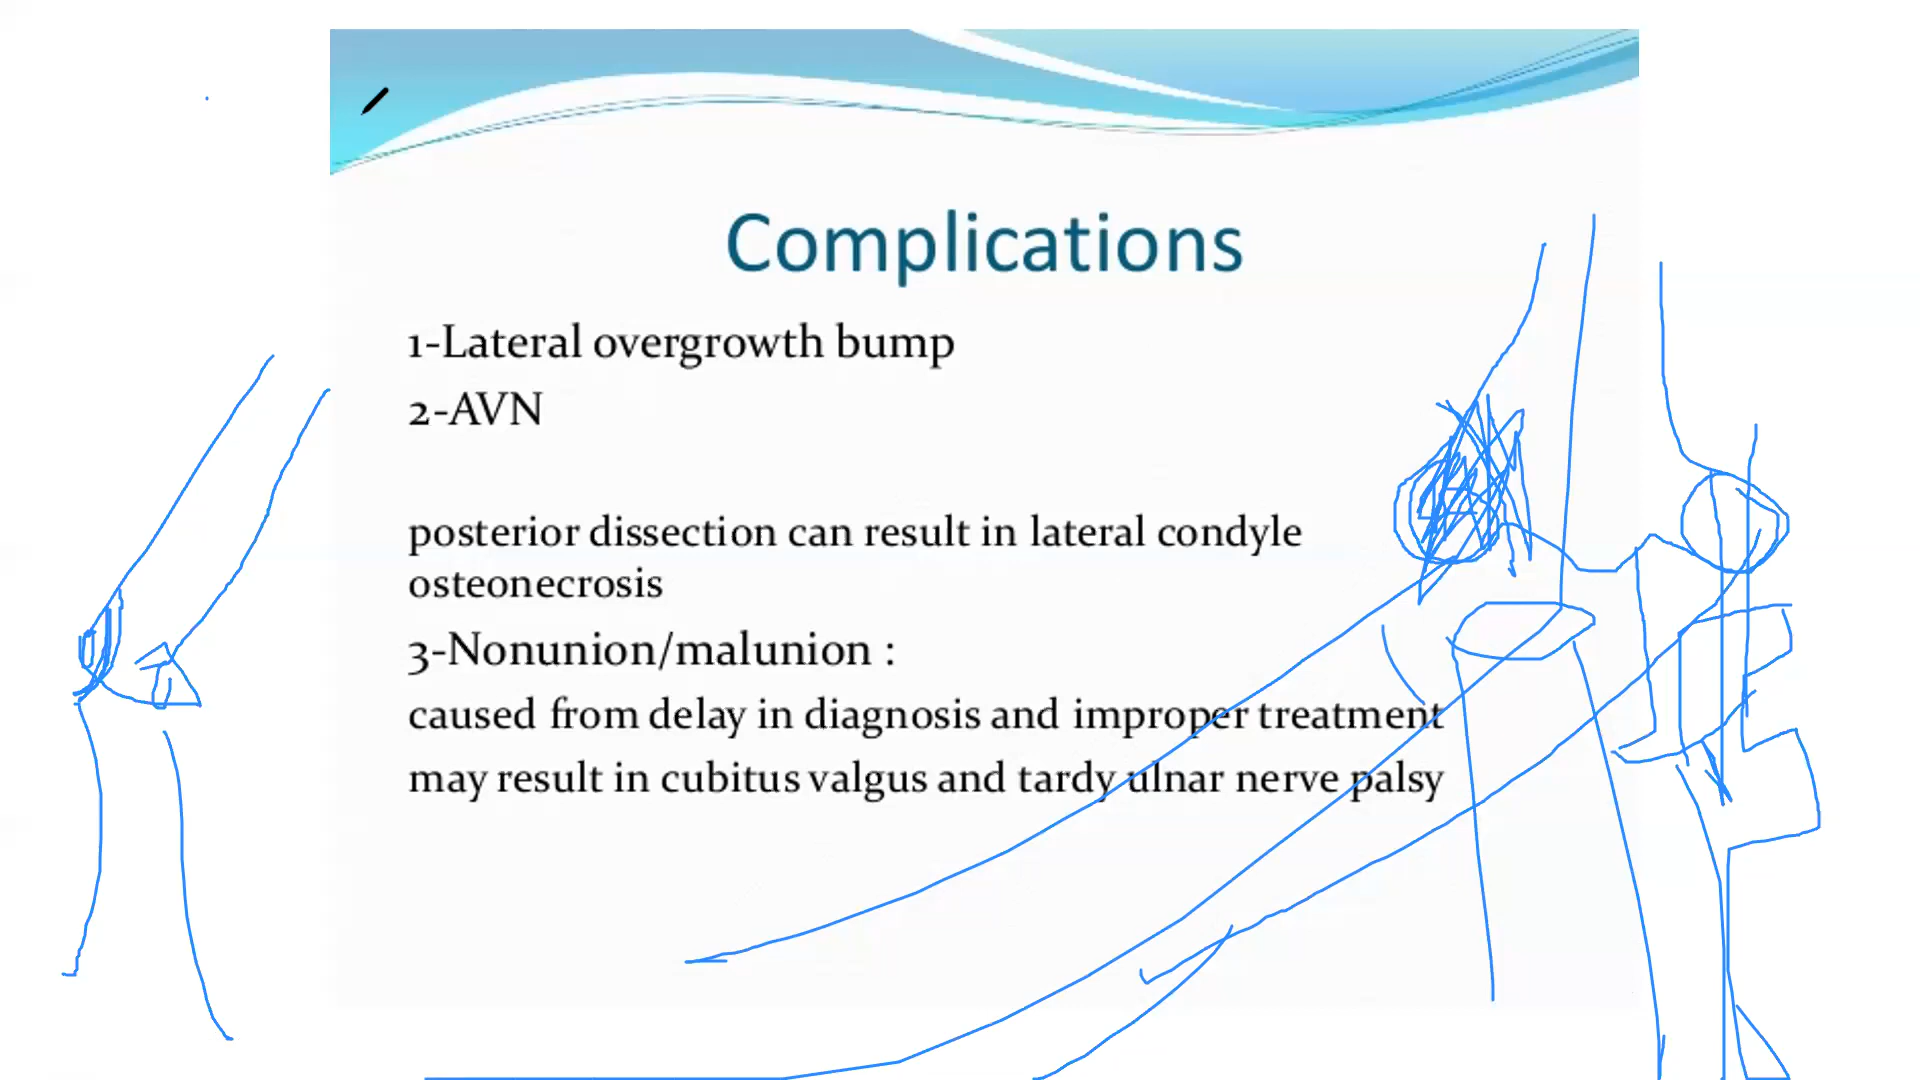 Complications
1-Lateral overgrowth bump
2-AVN
posterior dissection can result in lateral condyle
osteonecrosis
3-Nonunion/malunion :
caused from delay in diagnosis and improper treatment
may result in cubitus valgus and tardy ulnar nerve palsy